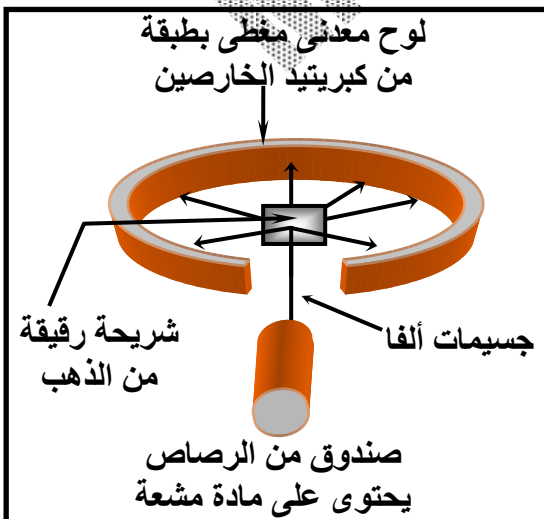 لوح معدنى مغطى بطبقة
من كبريتيد الخارصين
شريحة رقيقة
من الذهب
جسيمات ألفا
صندوق من الرصاص
يحتوى على مادة مشعة